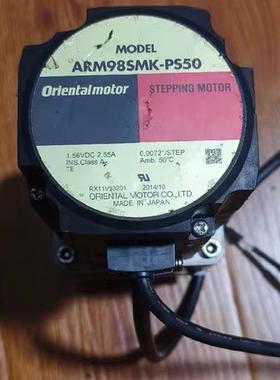 MODEL
ARM98SMK-PS50
Orientalmotor STEPPING MOTOR
1.56VDC 2.55A 0.0072°/STEP
INS.Class A Amb. 50°C
TE
2014/10
ORIENTAL MOTOR CO.,LTD.
MADE IN JAPAN